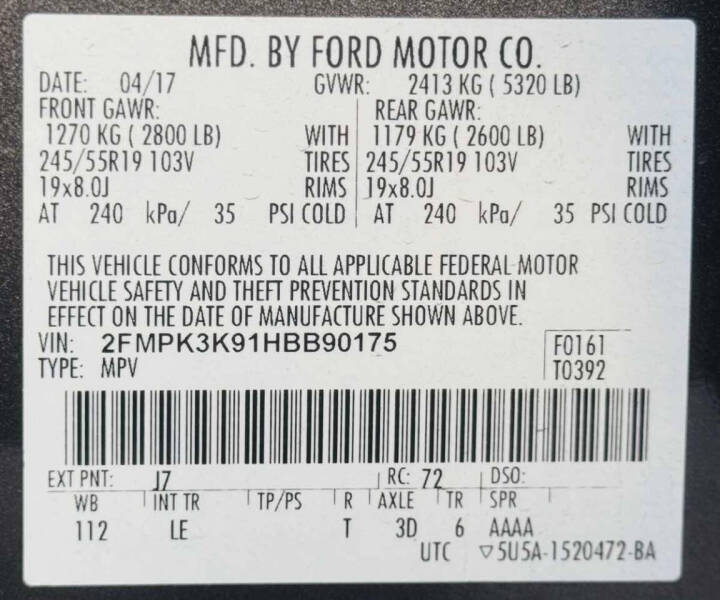 MFD. BY FORD MOTOR CO.
DATE: 04/17 GVWR: 2413 KG ( 5320 LB)
FRONT GAWR: REAR GAWR:
1270 KG ( 2800 LB) WITH 1179 KG ( 2600 LB) WITH
245/55R19 103V TIRES 245/55R19 103V TIRES
19x8.0J RIMS 19x8.0J RIMS
AT 240 kPa/ 35 PSI COLD AT 240 kPa/ 35 PSI COLD
THIS VEHICLE CONFORMS TO ALL APPLICABLE FEDERAL MOTOR
VEHICLE SAFETY AND THEFT PREVENTION STANDARDS IN
EFFECT ON THE DATE OF MANUFACTURE SHOWN ABOVE.
VIN: 2FMPK3K91HBB90175 F0161
TYPE: MPV T0392
EXT PNT: J7 RC: 72 DSO:
WB INT TR TP/PS R AXLE TR SPR
112 LE T 3D 6 AAAA
UTC ▽5U5A-1520472-BA